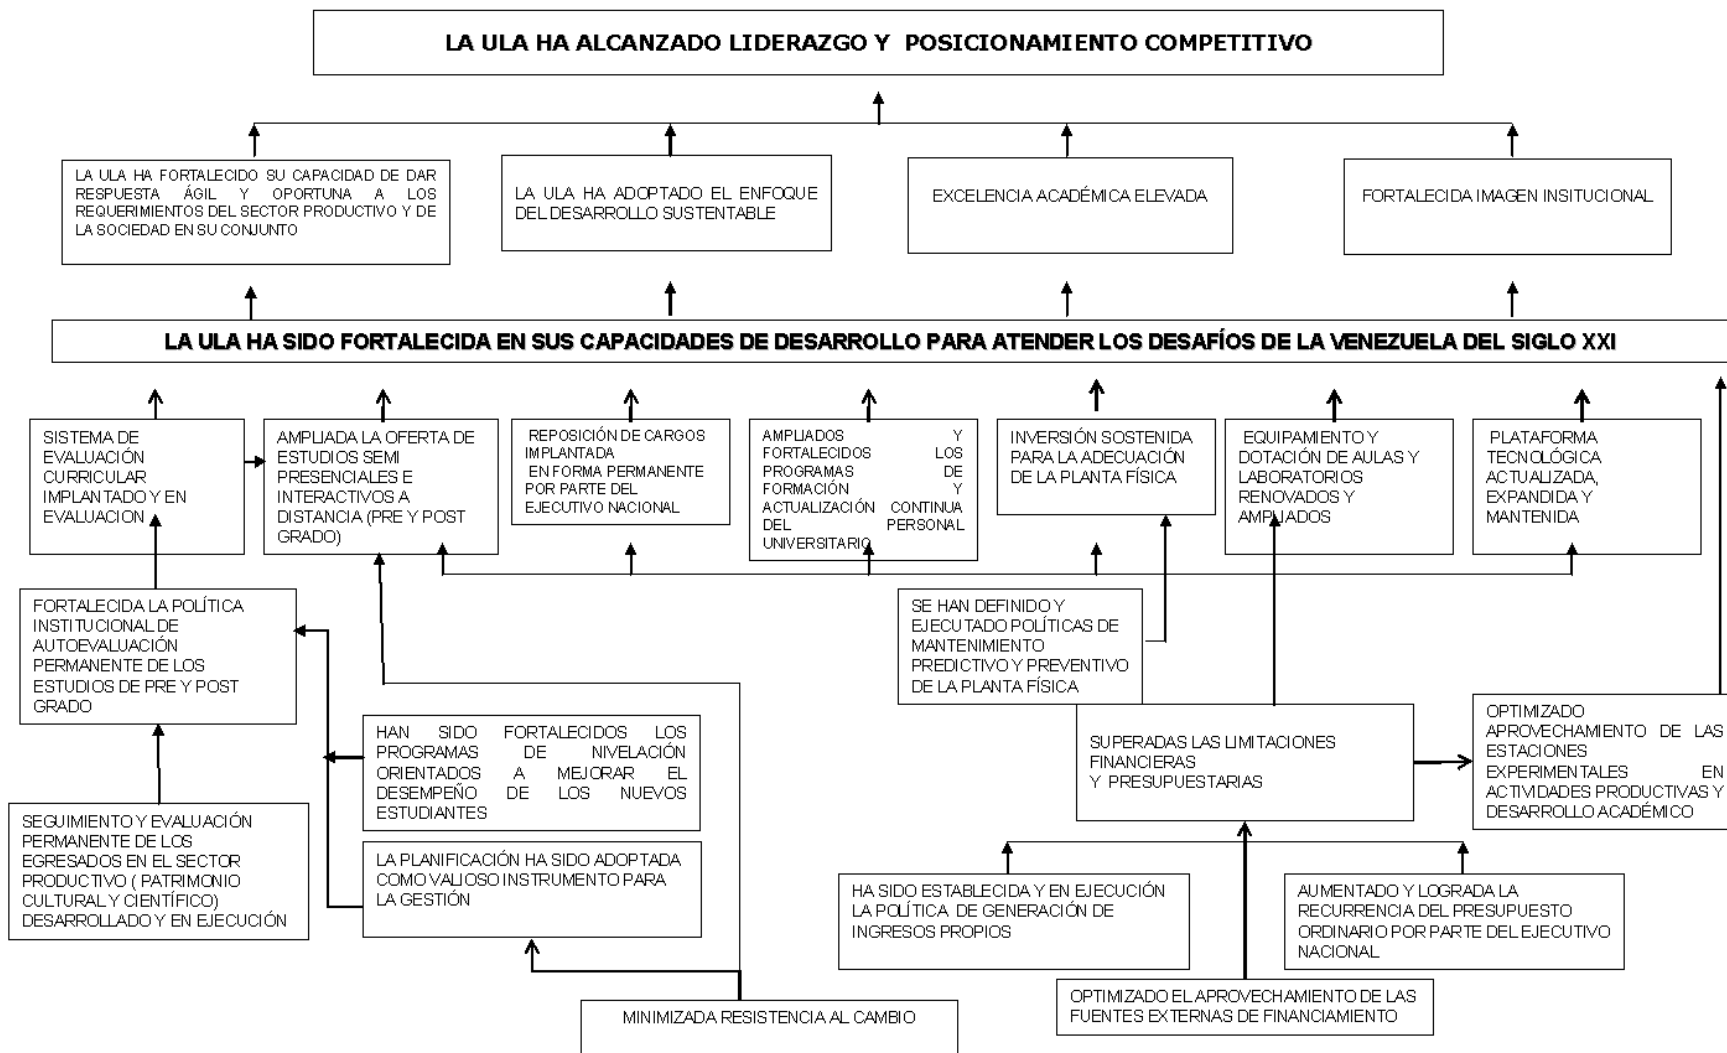 LA ULA HA ALCANZADO LIDERAZGO Y POSICIONAMIENTO COMPETITIVO
LA ULA HA FORTALECIDO SU CAPACIDAD DE DAR
RESPUESTA ÁGIL Y OPORTUNA A LOS
REQUERIMIENTOS DEL SECTOR PRODUCTIVO Y DE
LA SOCIEDAD EN SU CONJUNTO
LA ULA HA ADOPTADO EL ENFOQUE
DEL DESARROLLO SUSTENTABLE
EXCELENCIA ACADÉMICA ELEVADA
FORTALECIDA IMAGEN INSITUCIONAL
LA ULA HA SIDO FORTALECIDA EN SUS CAPACIDADES DE DESARROLLO PARA ATENDER LOS DESAFÍOS DE LA VENEZUELA DEL SIGLO XXI
SISTEMA DE
EVALUACIÓN
CURRICULAR
IMPLANTADO Y EN
EVALUACION
AMPLIADA LA OFERTA DE
ESTUDIOS SEMI
PRESENCIALES E
INTERACTIVOS A
DISTANCIA (PRE Y POST
GRADO)
REPOSICIÓN DE CARGOS
IMPLANTADA
EN FORMA PERMANENTE
POR PARTE DEL
EJECUTIVO NACIONAL
AMPLIADOS Y
FORTALECIDOS LOS
PROGRAMAS DE
FORMACIÓN Y
ACTUALIZACIÓN CONTINUA
DEL PERSONAL
UNIVERSITARIO
INVERSIÓN SOSTENIDA
PARA LA ADECUACIÓN
DE LA PLANTA FÍSICA
EQUIPAMIENTO Y
DOTACIÓN DE AULAS Y
LABORATORIOS
RENOVADOS Y
AMPLIADOS
PLATAFORMA
TECNOLÓGICA
ACTUALIZADA,
EXPANDIDA Y
MANTENIDA
FORTALECIDA LA POLÍTICA
INSTITUCIONAL DE
AUTOEVALUACIÓN
PERMANENTE DE LOS
ESTUDIOS DE PRE Y POST
GRADO
SE HAN DEFINIDO Y
EJECUTADO POLÍTICAS DE
MANTENIMIENTO
PREDICTIVO Y PREVENTIVO
DE LA PLANTA FÍSICA
HAN SIDO FORTALECIDOS LOS
PROGRAMAS DE NIVELACIÓN
ORIENTADOS A MEJORAR EL
DESEMPEÑO DE LOS NUEVOS
ESTUDIANTES
SUPERADAS LAS LIMITACIONES
FINANCIERAS
Y PRESUPUESTARIAS
OPTIMIZADO
APROVECHAMIENTO DE LAS
ESTACIONES
EXPERIMENTALES EN
ACTIVIDADES PRODUCTIVAS Y
DESARROLLO ACADÉMICO
SEGUIMIENTO Y EVALUACIÓN
PERMANENTE DE LOS
EGRESADOS EN EL SECTOR
PRODUCTIVO ( PATRIMONIO
CULTURAL Y CIENTÍFICO)
DESARROLLADO Y EN EJECUCIÓN
LA PLANIFICACIÓN HA SIDO ADOPTADA
COMO VALIOSO INSTRUMENTO PARA
LA GESTIÓN
HA SIDO ESTABLECIDA Y EN EJECUCIÓN
LA POLÍTICA DE GENERACIÓN DE
INGRESOS PROPIOS
AUMENTADO Y LOGRADA LA
RECURRENCIA DEL PRESUPUESTO
ORDINARIO POR PARTE DEL EJECUTIVO
NACIONAL
MINIMIZADA RESISTENCIA AL CAMBIO
OPTIMIZADO EL APROVECHAMIENTO DE LAS
FUENTES EXTERNAS DE FINANCIAMIENTO